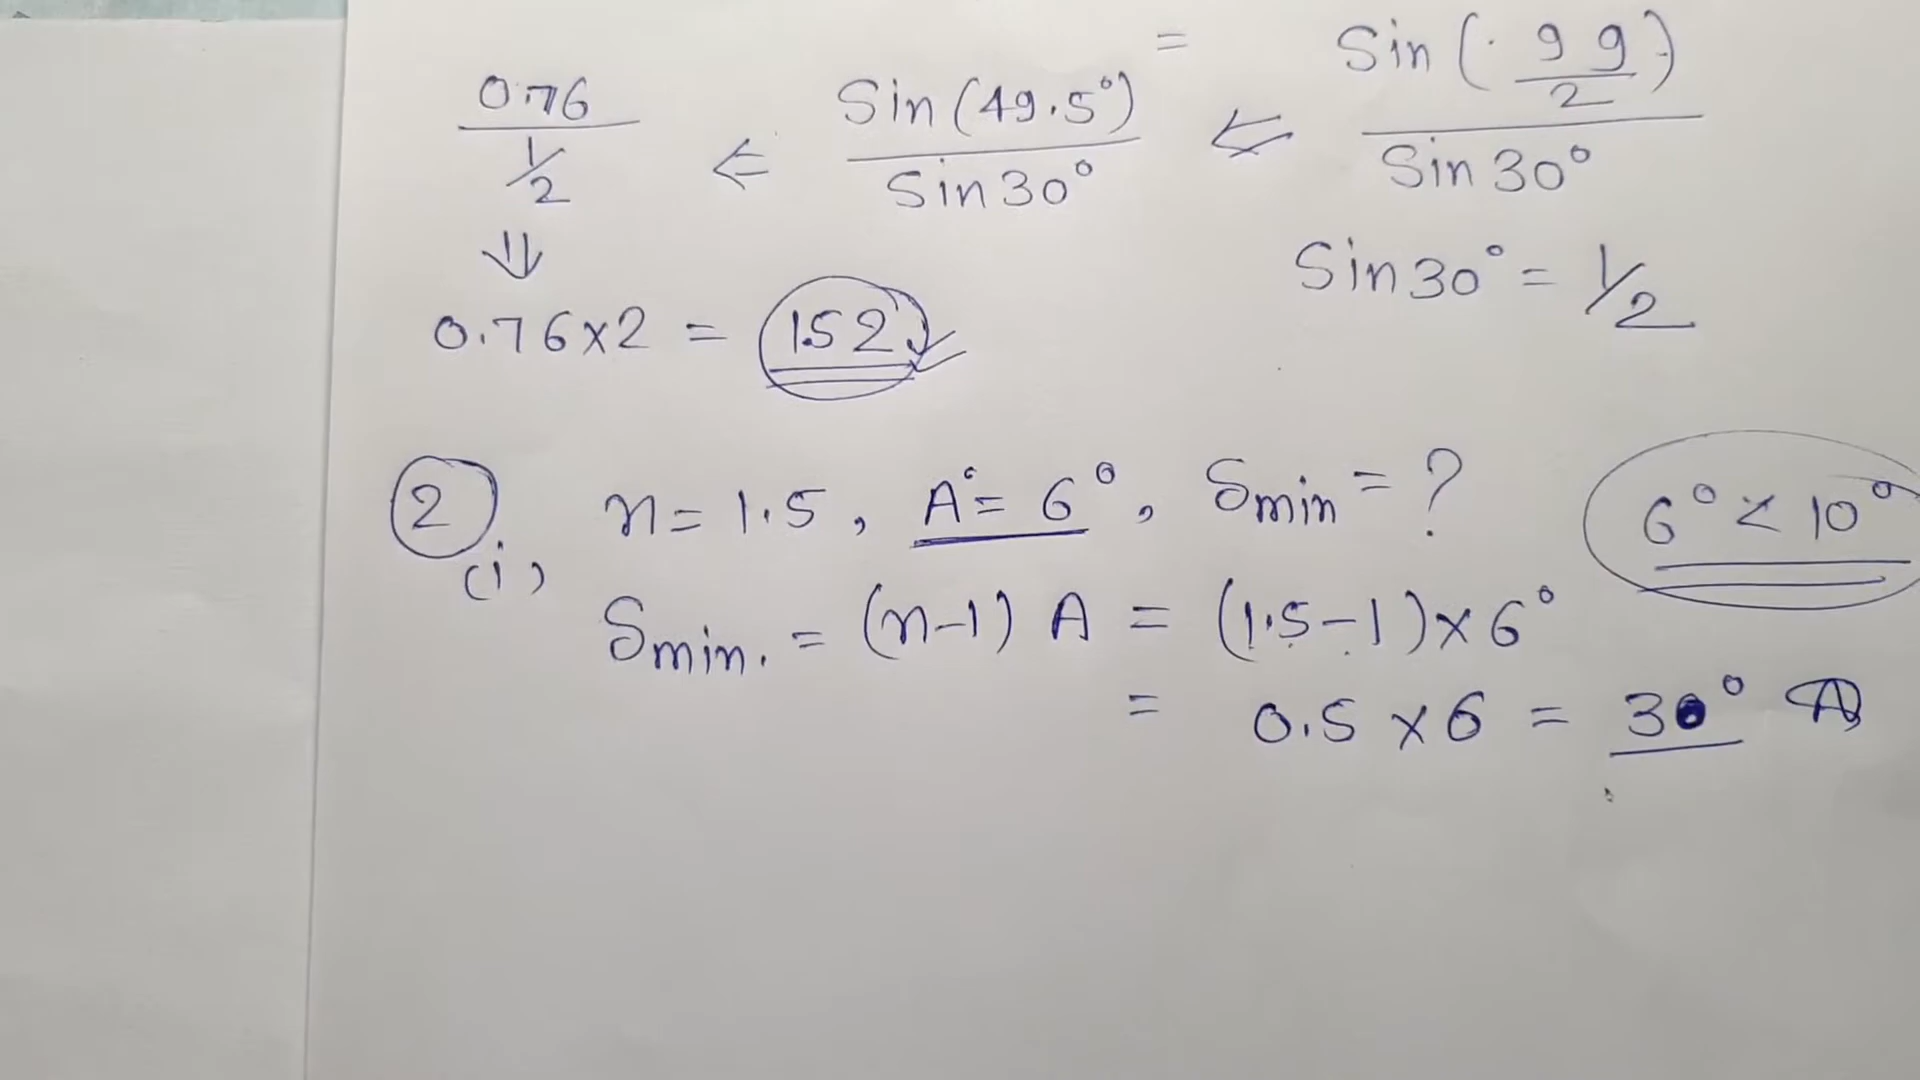 = Sin ( 99 / 2 ) / Sin 30°
0.76 / 1/2 ⇐ Sin (49.5°) / Sin 30° ⇐
⇓ Sin 30° = 1/2
0.76 x 2 = 1.52
2 n = 1.5, A° = 6°, δmin = ? 6° < 10°
(i) δmin. = (n-1) A = (1.5-1) x 6°
= 0.5 x 6 = 3°